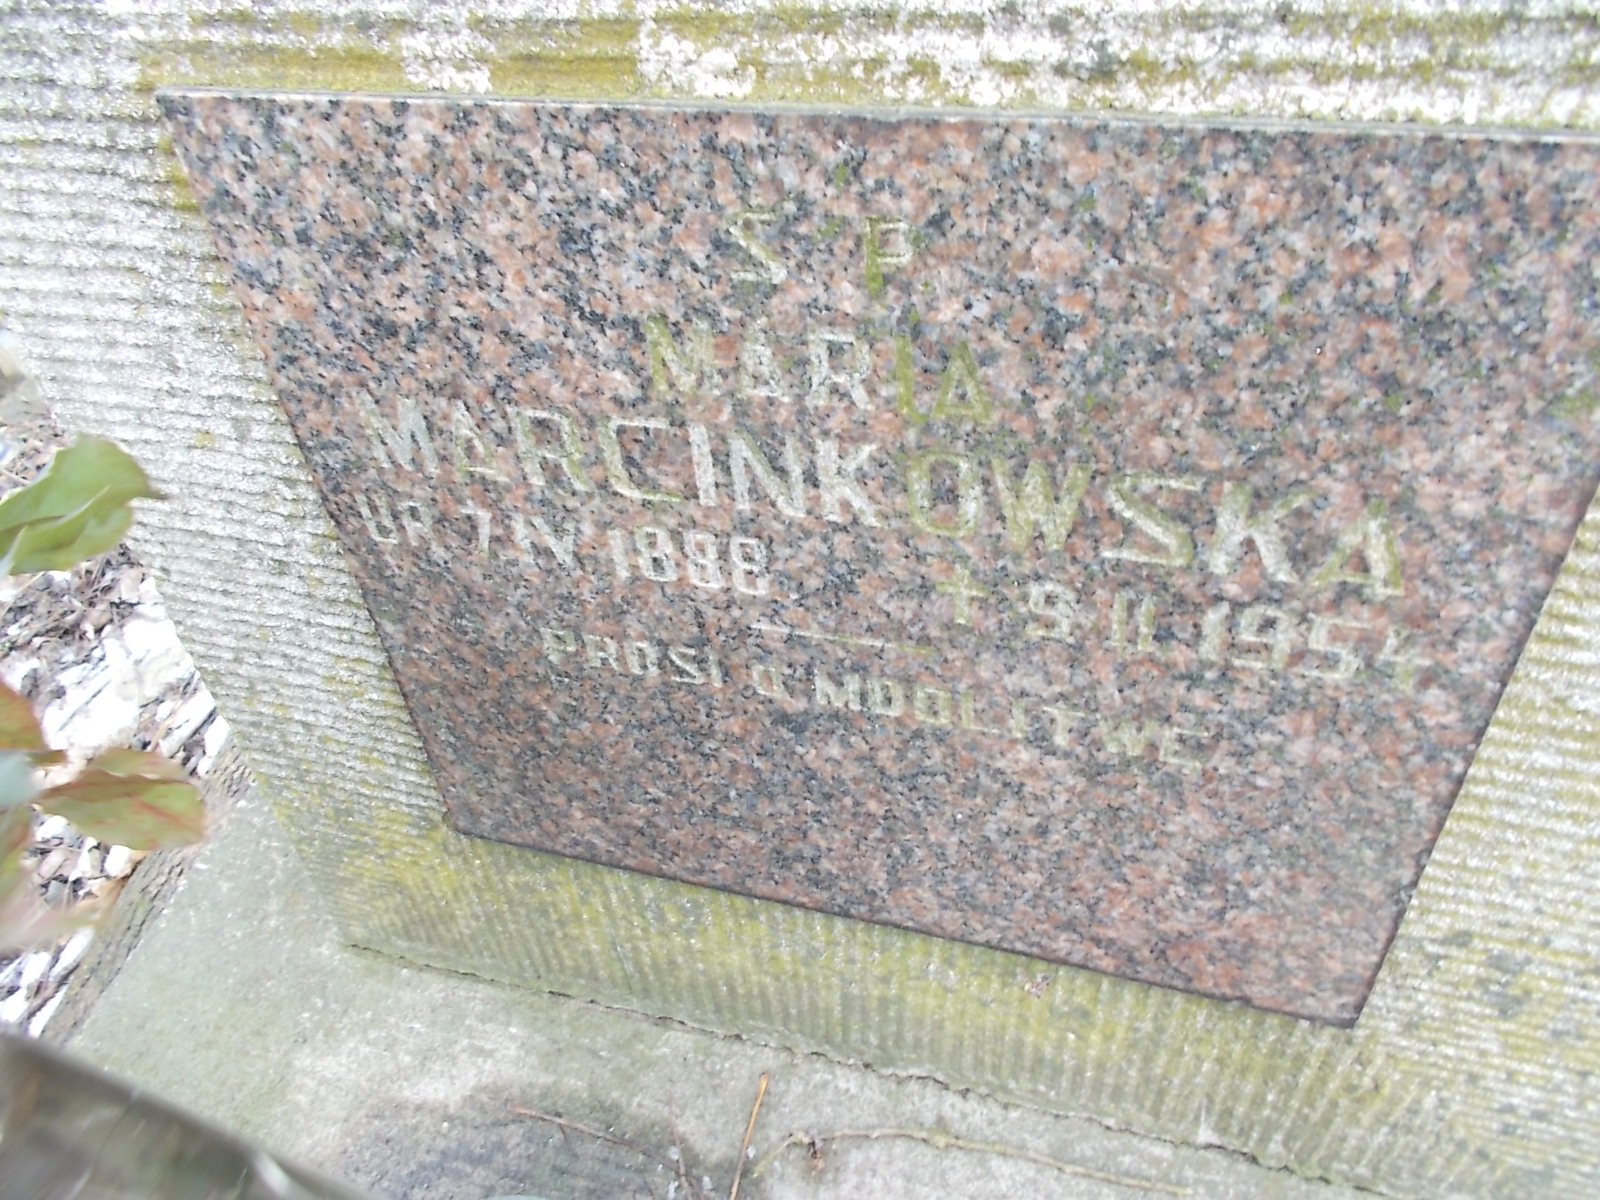 Ś P.
MARIA
MARCINKOWSKA
UR. 7 IV 1888
+ 9 II. 1954
PROSI O MODLITWĘ